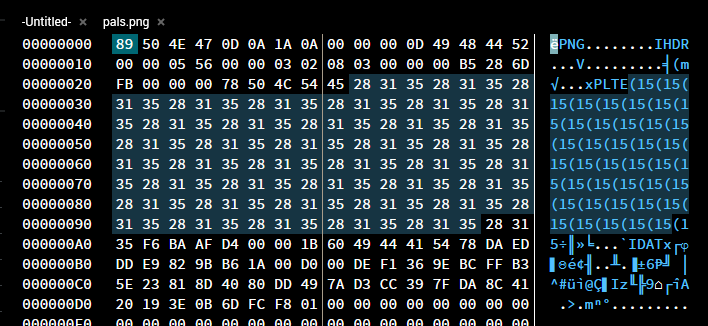 -Untitled- × pals.png ×
00000000 89 50 4E 47 0D 0A 1A 0A 00 00 00 0D 49 48 44 52 ëPNG........IHDR
00000010 00 00 05 56 00 00 03 02 08 03 00 00 00 B5 28 6D ...V.........╡(m
00000020 FB 00 00 00 78 50 4C 54 45 28 31 35 28 31 35 28 √...xPLTE(15(15(
00000030 31 35 28 31 35 28 31 35 28 31 35 28 31 35 28 31 15(15(15(15(15(1
00000040 35 28 31 35 28 31 35 28 31 35 28 31 35 28 31 35 5(15(15(15(15(15
00000050 28 31 35 28 31 35 28 31 35 28 31 35 28 31 35 28 (15(15(15(15(15(
00000060 31 35 28 31 35 28 31 35 28 31 35 28 31 35 28 31 15(15(15(15(15(1
00000070 35 28 31 35 28 31 35 28 31 35 28 31 35 28 31 35 5(15(15(15(15(15
00000080 28 31 35 28 31 35 28 31 35 28 31 35 28 31 35 28 (15(15(15(15(15(
00000090 31 35 28 31 35 28 31 35 28 31 35 28 31 35 28 31 15(15(15(15(15(1
000000A0 35 F6 BA AF D4 00 00 1B 60 49 44 41 54 78 DA ED 5÷║»╘...`IDATx┌φ
000000B0 DD E9 82 9B B6 1A 00 D0 00 DE F1 36 9E BC FF B3 ▌Θé¢╢..╨.▐±6₧╝ │
000000C0 5E 23 81 8D 40 80 DD 49 7A D3 CC 39 7F DA 8C 41 ^#üì@Ç▌Iz╙╠9⌂┌îA
000000D0 20 19 3E 0B 6D FC F8 01 00 00 00 00 00 00 00 00 .>.mⁿ°.........